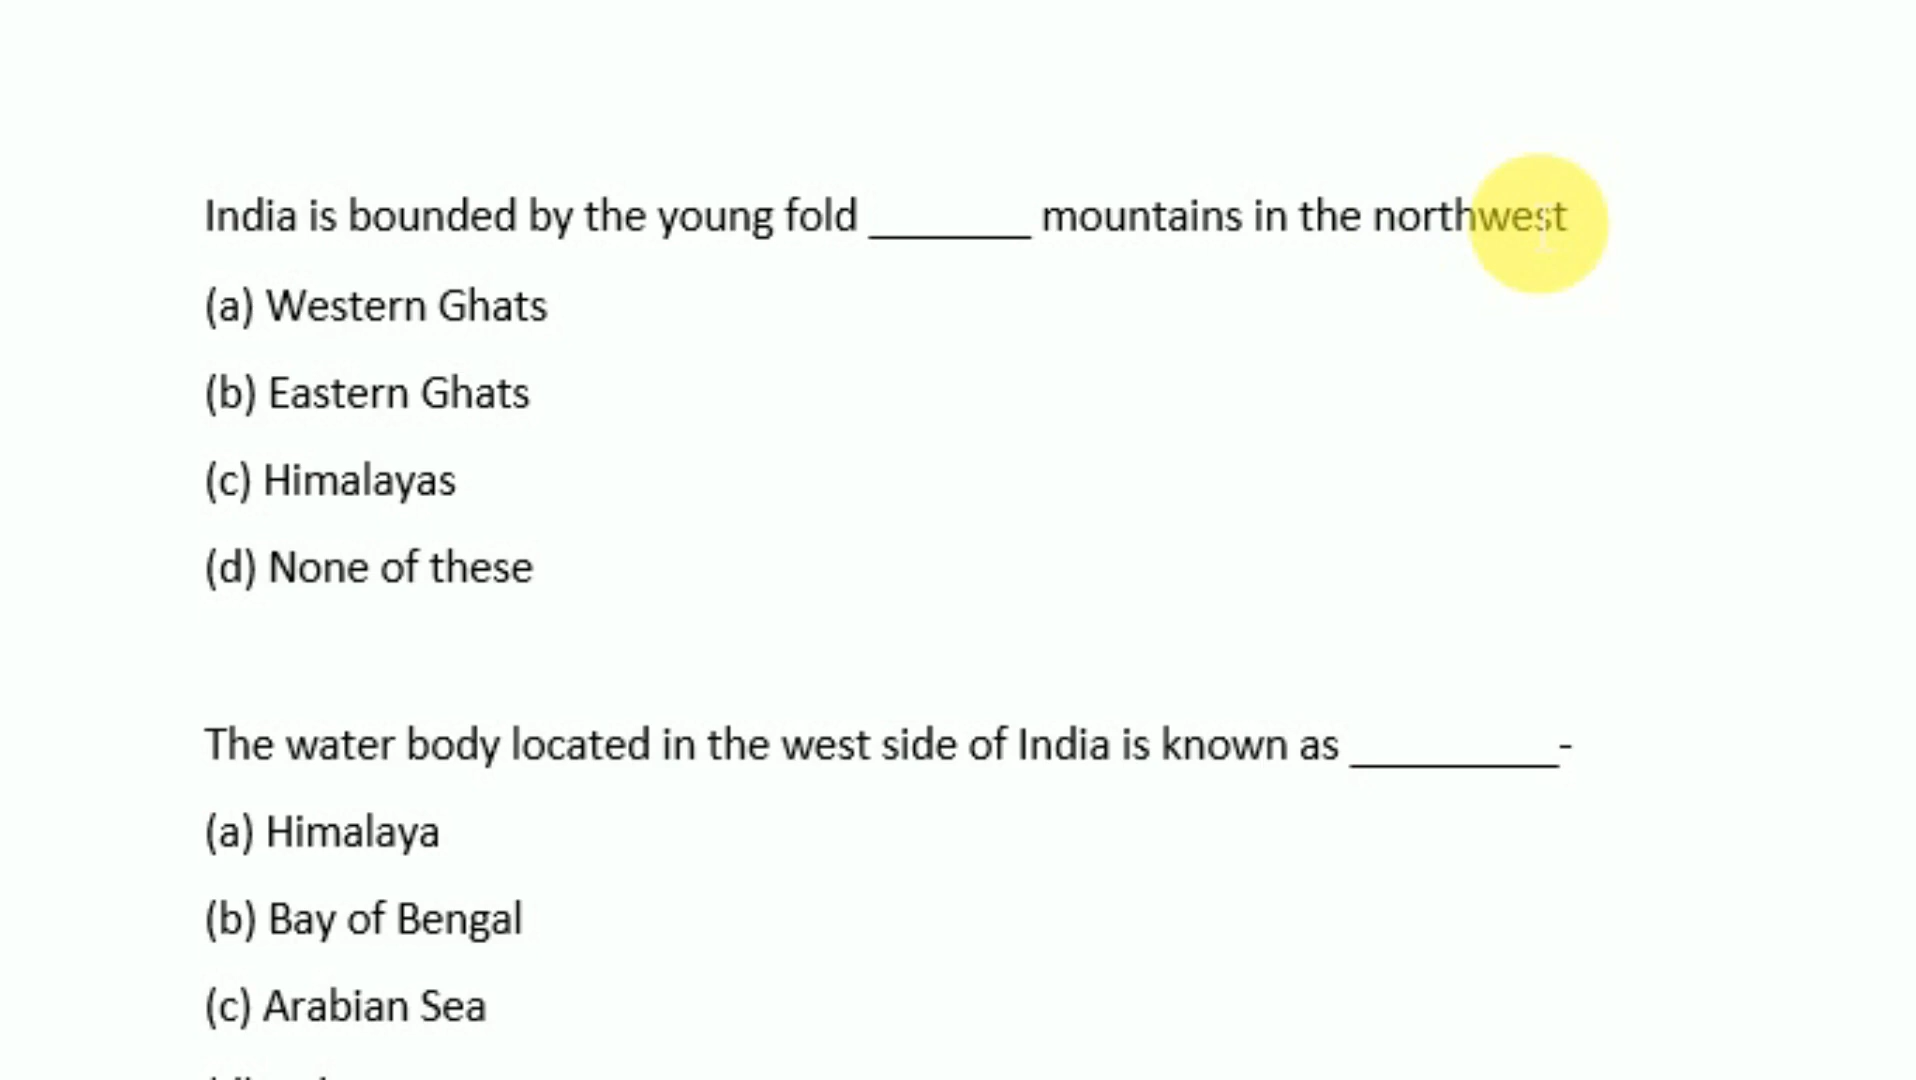 India is bounded by the young fold _______ mountains in the northwest
(a) Western Ghats
(b) Eastern Ghats
(c) Himalayas
(d) None of these
The water body located in the west side of India is known as _________-
(a) Himalaya
(b) Bay of Bengal
(c) Arabian Sea